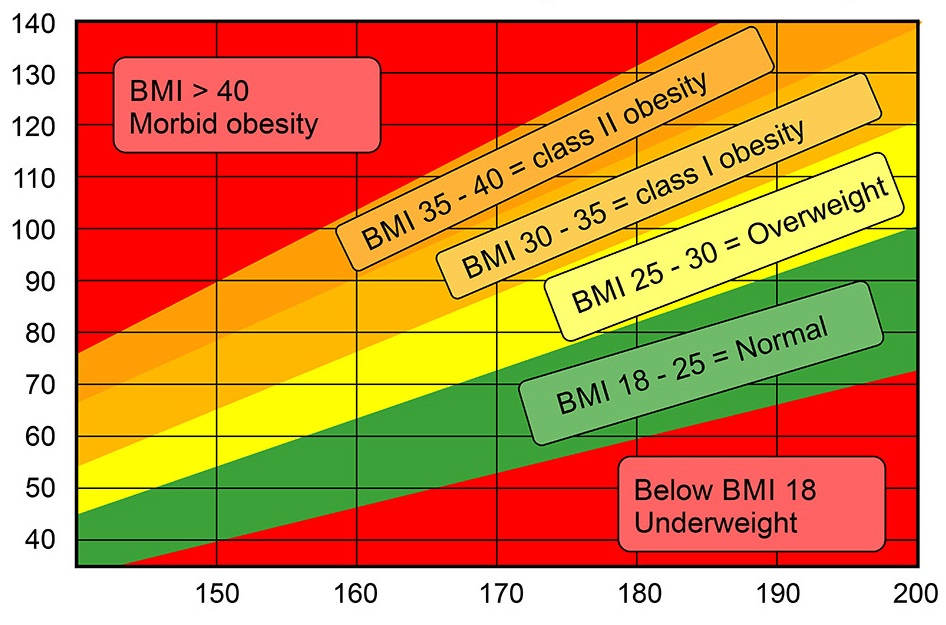 140
130
120
110
100
90
80
70
60
50
40
BMI > 40
Morbid obesity
BMI 35 - 40 = class II obesity
BMI 30 - 35 = class I obesity
BMI 25 - 30 = Overweight
BMI 18 - 25 = Normal
Below BMI 18
Underweight
150 160 170 180 190 200